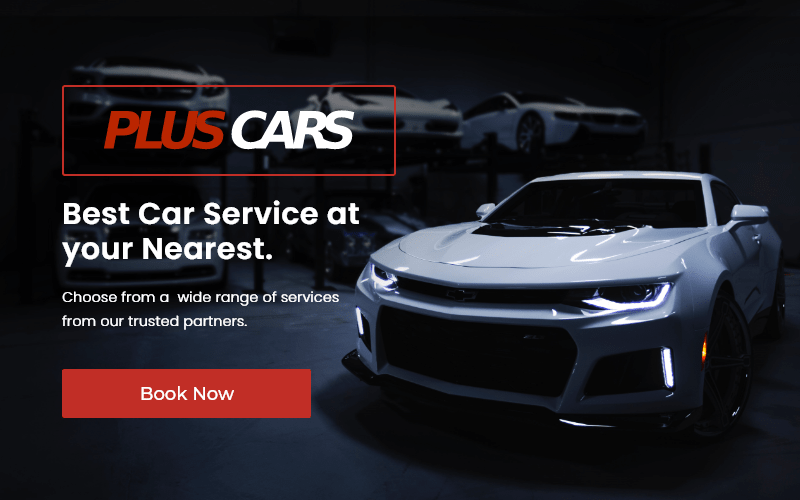 PLUS CARS
Best Car Service at
your Nearest.
Choose from a  wide range of services
from our trusted partners.
Book Now